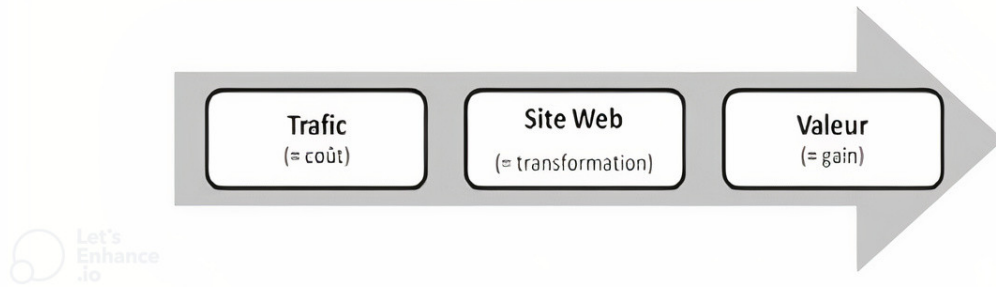 Trafic
(= coût)
Site Web
(= transformation)
Valeur
(= gain)
Let's
Enhance
.io